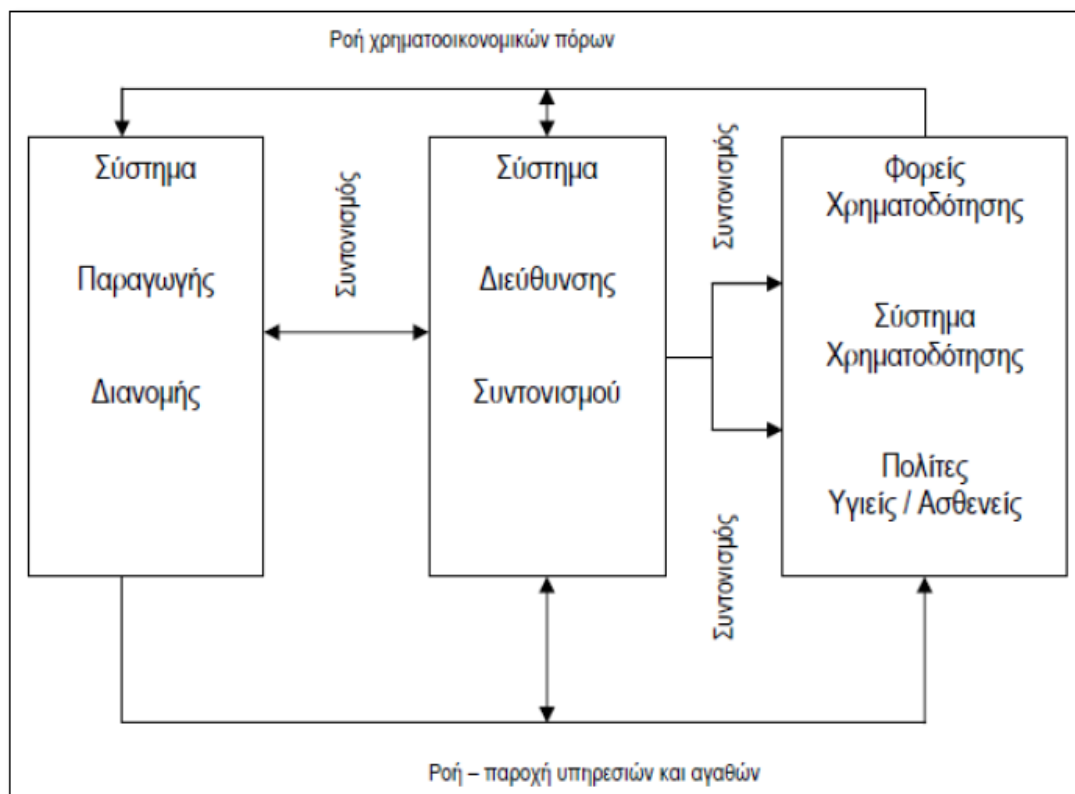 Ροή χρηματοοικονομικών πόρων
Σύστημα
Παραγωγής
Διανομής
Συντονισμός
Σύστημα
Διεύθυνσης
Συντονισμού
Συντονισμός
Συντονισμός
Φορείς
Χρηματοδότησης
Σύστημα
Χρηματοδότησης
Πολίτες
Υγιείς / Ασθενείς
Ροή – παροχή υπηρεσιών και αγαθών